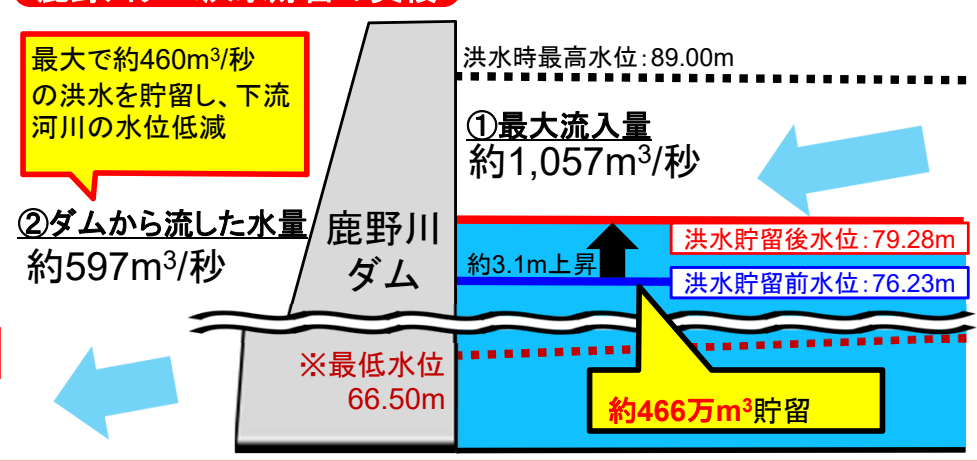 最大で約460m³/秒
の洪水を貯留し、下流
河川の水位低減
洪水時最高水位：89.00m
①最大流入量
約1,057m³/秒
②ダムから流した水量
約597m³/秒
鹿野川
ダム
洪水貯留後水位：79.28m
約3.1m上昇
洪水貯留前水位：76.23m
※最低水位
66.50m
約466万m³貯留